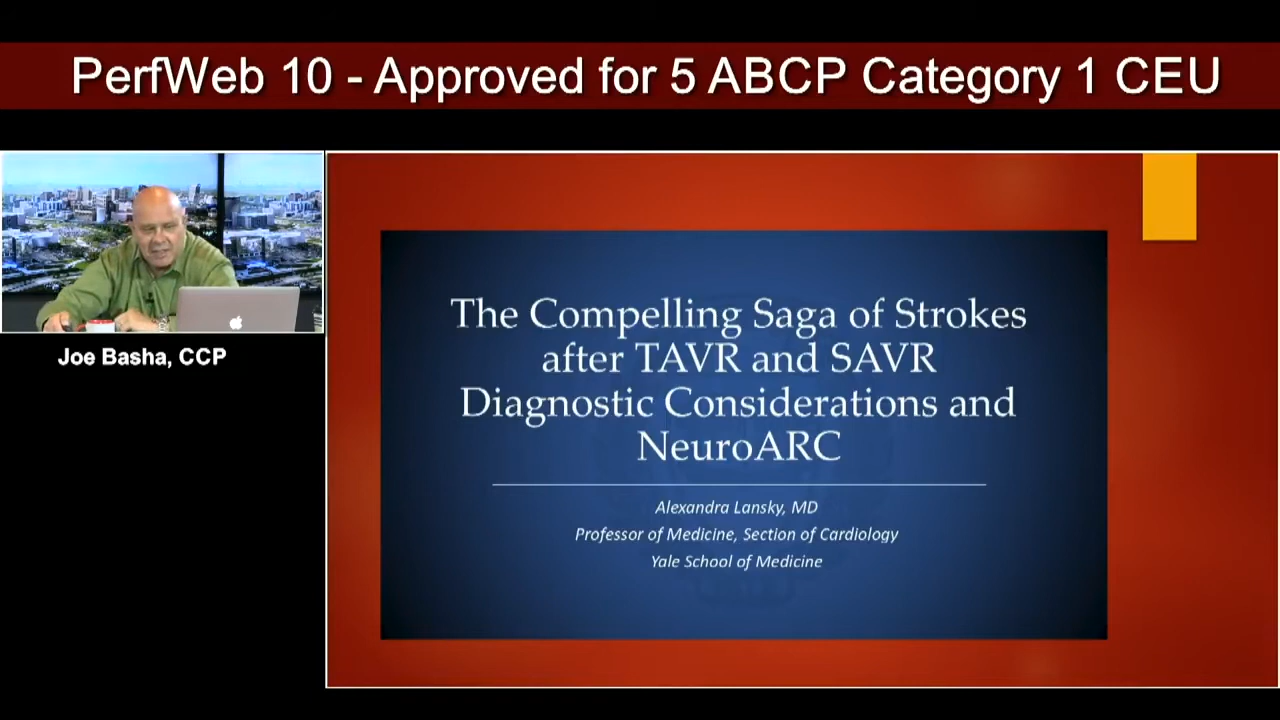 PerfWeb 10 - Approved for 5 ABCP Category 1 CEU
Joe Basha, CCP
The Compelling Saga of Strokes
after TAVR and SAVR
Diagnostic Considerations and
NeuroARC
Alexandra Lansky, MD
Professor of Medicine, Section of Cardiology
Yale School of Medicine